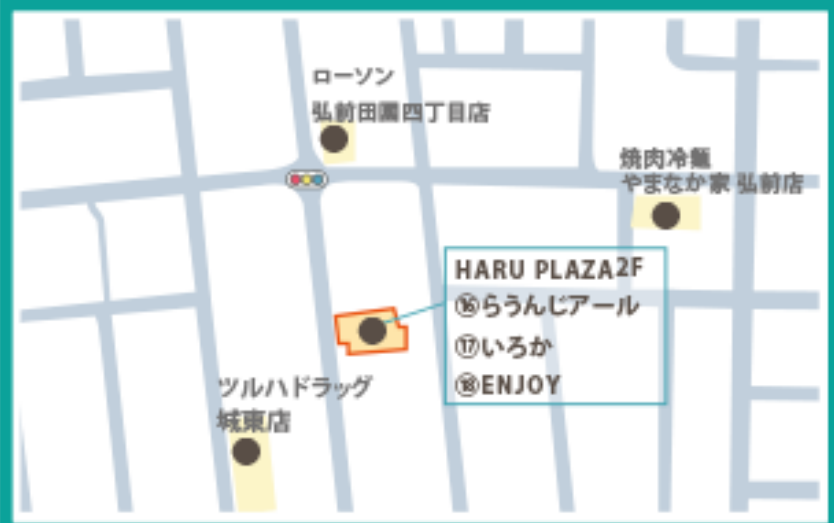 ローソン
弘前田園四丁目店
焼肉冷麺
やまなか家 弘前店
HARU PLAZA2F
⑯らうんじアール
⑰いろか
⑱ENJOY
ツルハドラッグ
城東店